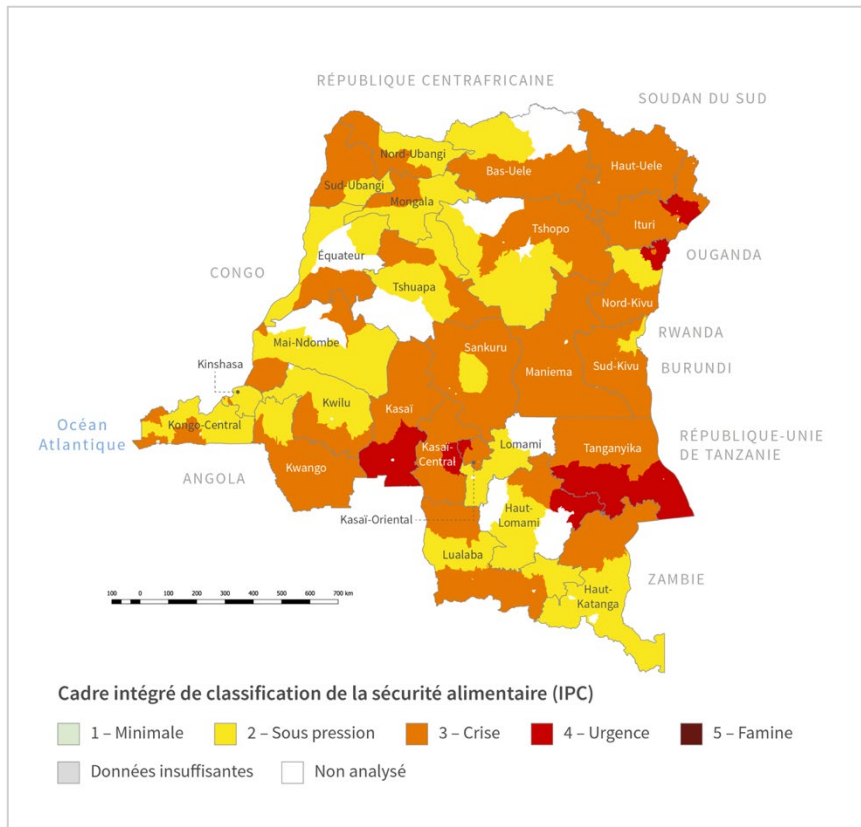 RÉPUBLIQUE CENTRAFRICAINE
SOUDAN DU SUD
Nord-Ubangi
Bas-Uele
Haut-Uele
Sud-Ubangi
Mongala
Ituri
Tshopo
OUGANDA
Équateur
CONGO
Tshuapa
Nord-Kivu
RWANDA
Mai-Ndombe
Sankuru
Kinshasa
Maniema
Sud-Kivu
BURUNDI
Océan
Atlantique
Kongo-Central
Kwilu
Kasaï
Kasaï-
Central
Lomami
Tanganyika
RÉPUBLIQUE-UNIE
DE TANZANIE
ANGOLA
Kwango
Kasaï-Oriental
Haut-
Lomami
Lualaba
ZAMBIE
Haut-
Katanga
100 0 100 200 300 400 500 600 700 km
Cadre intégré de classification de la sécurité alimentaire (IPC)
1 – Minimale
2 – Sous pression
3 – Crise
4 – Urgence
5 – Famine
Données insuffisantes
Non analysé